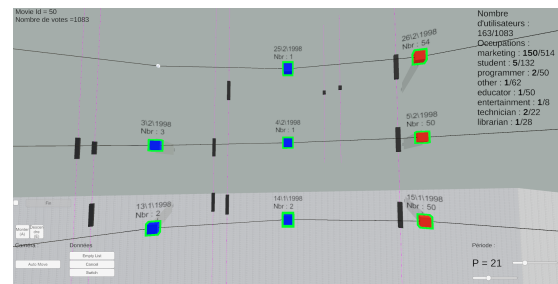 Movie Id = 50
Nombre de votes =1083
Nombre
d'utilisateurs :
163/1083
Occupations :
marketing : 150/514
student : 5/132
programmer : 2/50
other : 1/62
educator : 1/50
entertainment : 1/8
technician : 2/22
librarian : 1/28
25\2\1998
Nbr : 1
26\2\1998
Nbr : 54
3\2\1998
Nbr : 3
4\2\1998
Nbr : 1
5\2\1998
Nbr : 50
13\1\1998
Nbr : 2
14\1\1998
Nbr : 2
15\1\1998
Nbr : 50
Données
Empty List
Cancel
Switch
Auto Move
Période :
P = 21